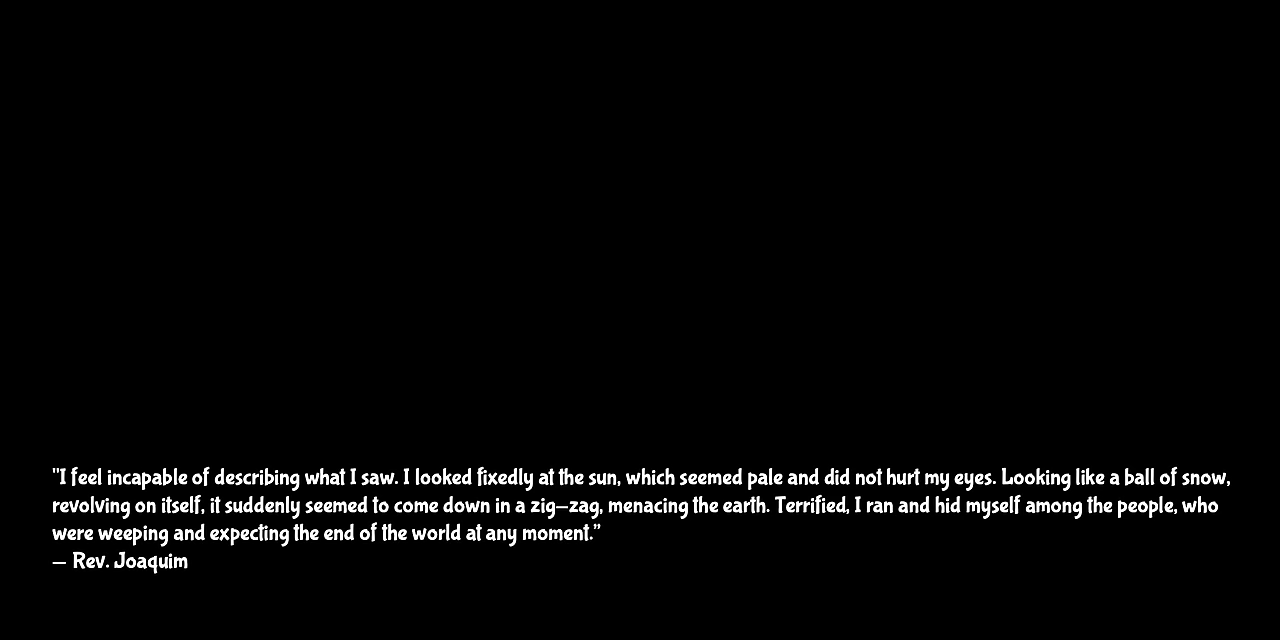 "I feel incapable of describing what I saw. I looked fixedly at the sun, which seemed pale and did not hurt my eyes. Looking like a ball of snow,
revolving on itself, it suddenly seemed to come down in a zig–zag, menacing the earth. Terrified, I ran and hid myself among the people, who
were weeping and expecting the end of the world at any moment.”
— Rev. Joaquim